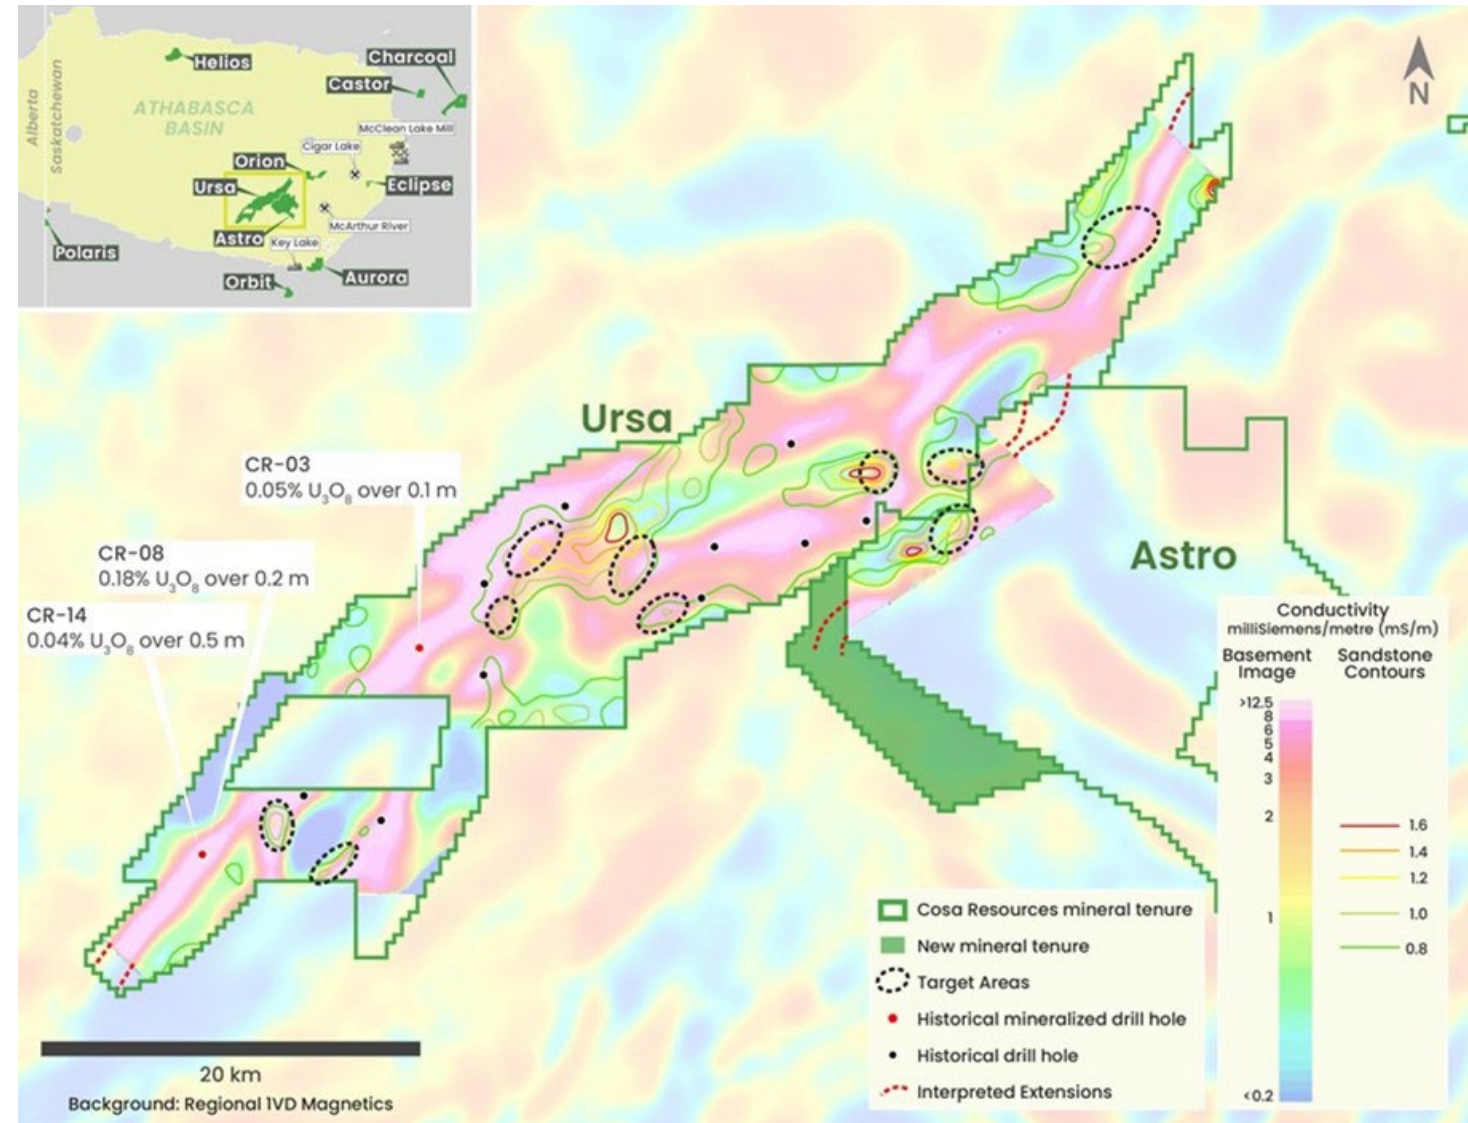 Alberta
Saskatchewan
Helios
Charcoal
Castor
ATHABASCA
BASIN
McClean Lake Mill
Cigar Lake
Orion
Ursa
Eclipse
McArthur River
Astro
Key Lake
Polaris
Orbit
Aurora
N
Ursa
CR-03
0.05% U₃O₈ over 0.1 m
CR-08
0.18% U₃O₈ over 0.2 m
CR-14
0.04% U₃O₈ over 0.5 m
Astro
Conductivity
milliSiemens/metre (mS/m)
Basement
Image
Sandstone
Contours
>12.5
8
6
5
4
3
2
1
<0.2
1.6
1.4
1.2
1.0
0.8
Cosa Resources mineral tenure
New mineral tenure
Target Areas
Historical mineralized drill hole
Historical drill hole
Interpreted Extensions
20 km
Background: Regional 1VD Magnetics